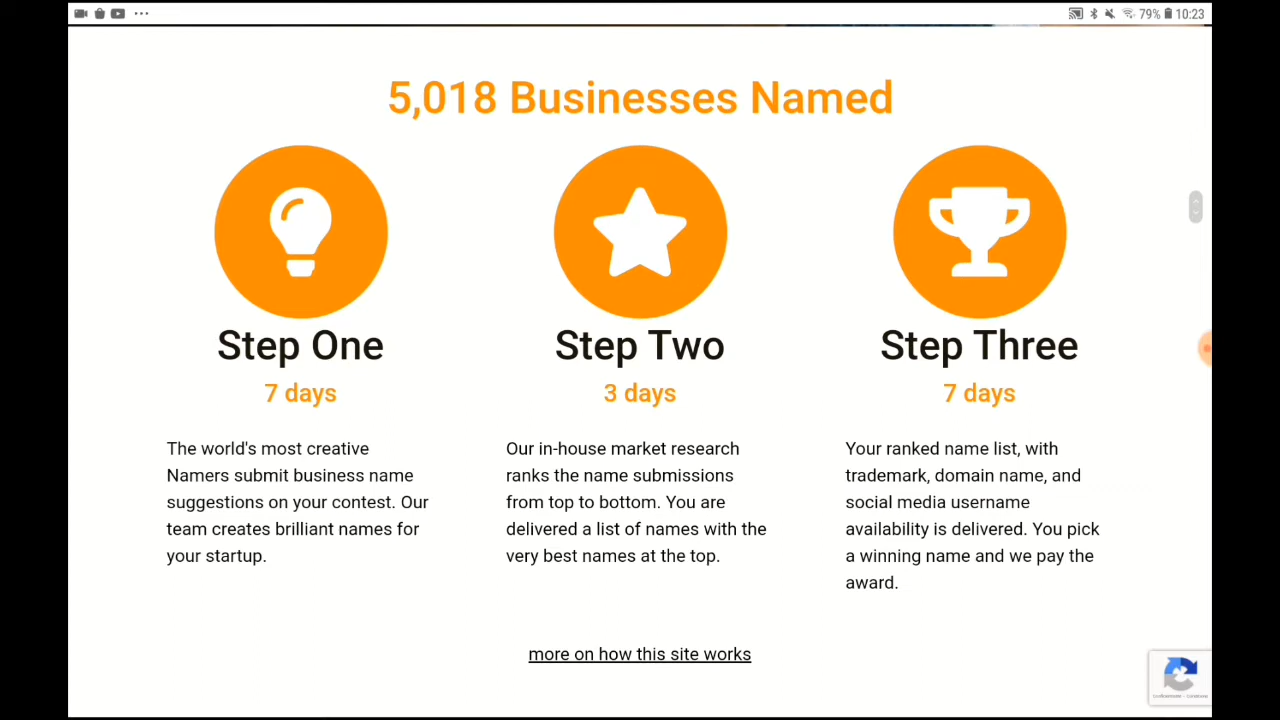 79% 10:23
5,018 Businesses Named
Step One
7 days
The world's most creative
Namers submit business name
suggestions on your contest. Our
team creates brilliant names for
your startup.
Step Two
3 days
Our in-house market research
ranks the name submissions
from top to bottom. You are
delivered a list of names with the
very best names at the top.
Step Three
7 days
Your ranked name list, with
trademark, domain name, and
social media username
availability is delivered. You pick
a winning name and we pay the
award.
more on how this site works